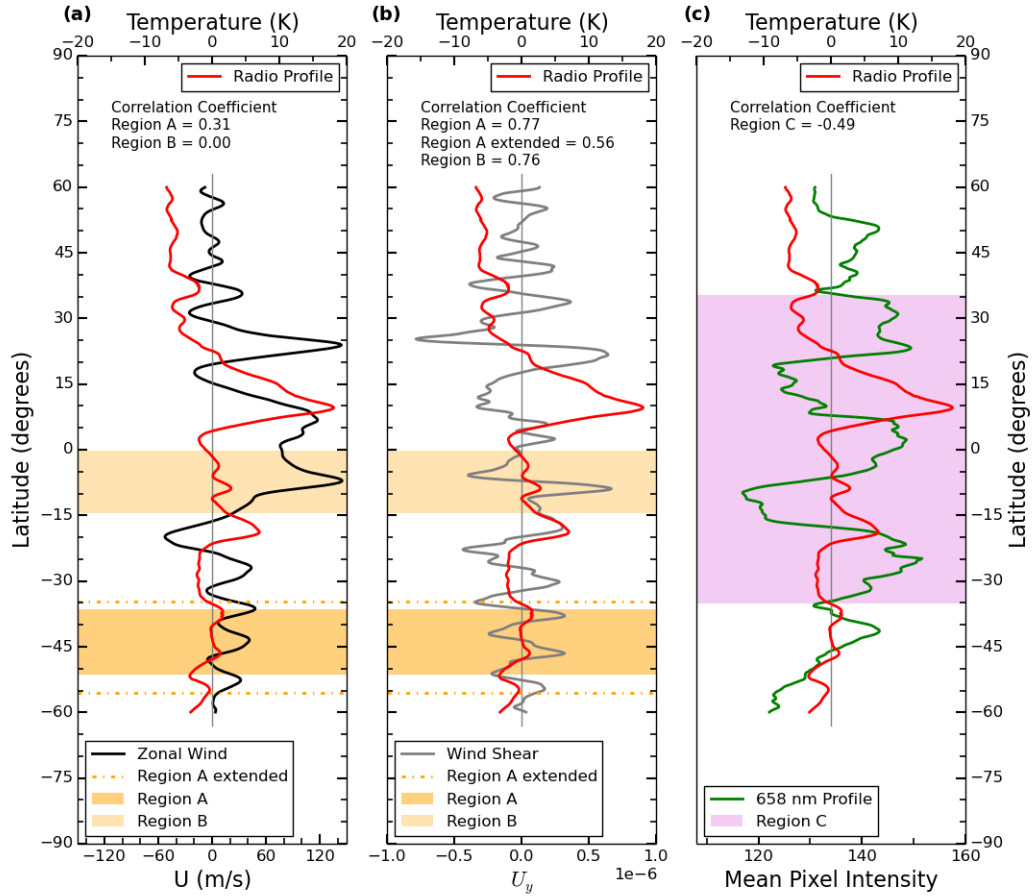 (a)
Temperature (K)
−20 −10 0 10 20
Radio Profile
Correlation Coefficient
Region A = 0.31
Region B = 0.00
90
75
60
45
30
15
0
−15
−30
−45
−60
−75
−90
Latitude (degrees)
Zonal Wind
Region A extended
Region A
Region B
−60 0 60 120
U (m/s)
(b)
Temperature (K)
−20 −10 0 10 20
Radio Profile
Correlation Coefficient
Region A = 0.77
Region A extended = 0.56
Region B = 0.76
Wind Shear
Region A extended
Region A
Region B
−1.0 −0.5 0.0 0.5 1.0
1e−6
U_y
(c)
Temperature (K)
−20 −10 0 10 20
Radio Profile
Correlation Coefficient
Region C = -0.49
90
75
60
45
30
15
0
−15
−30
−45
−60
−75
−90
Latitude (degrees)
658 nm Profile
Region C
120 140 160
Mean Pixel Intensity